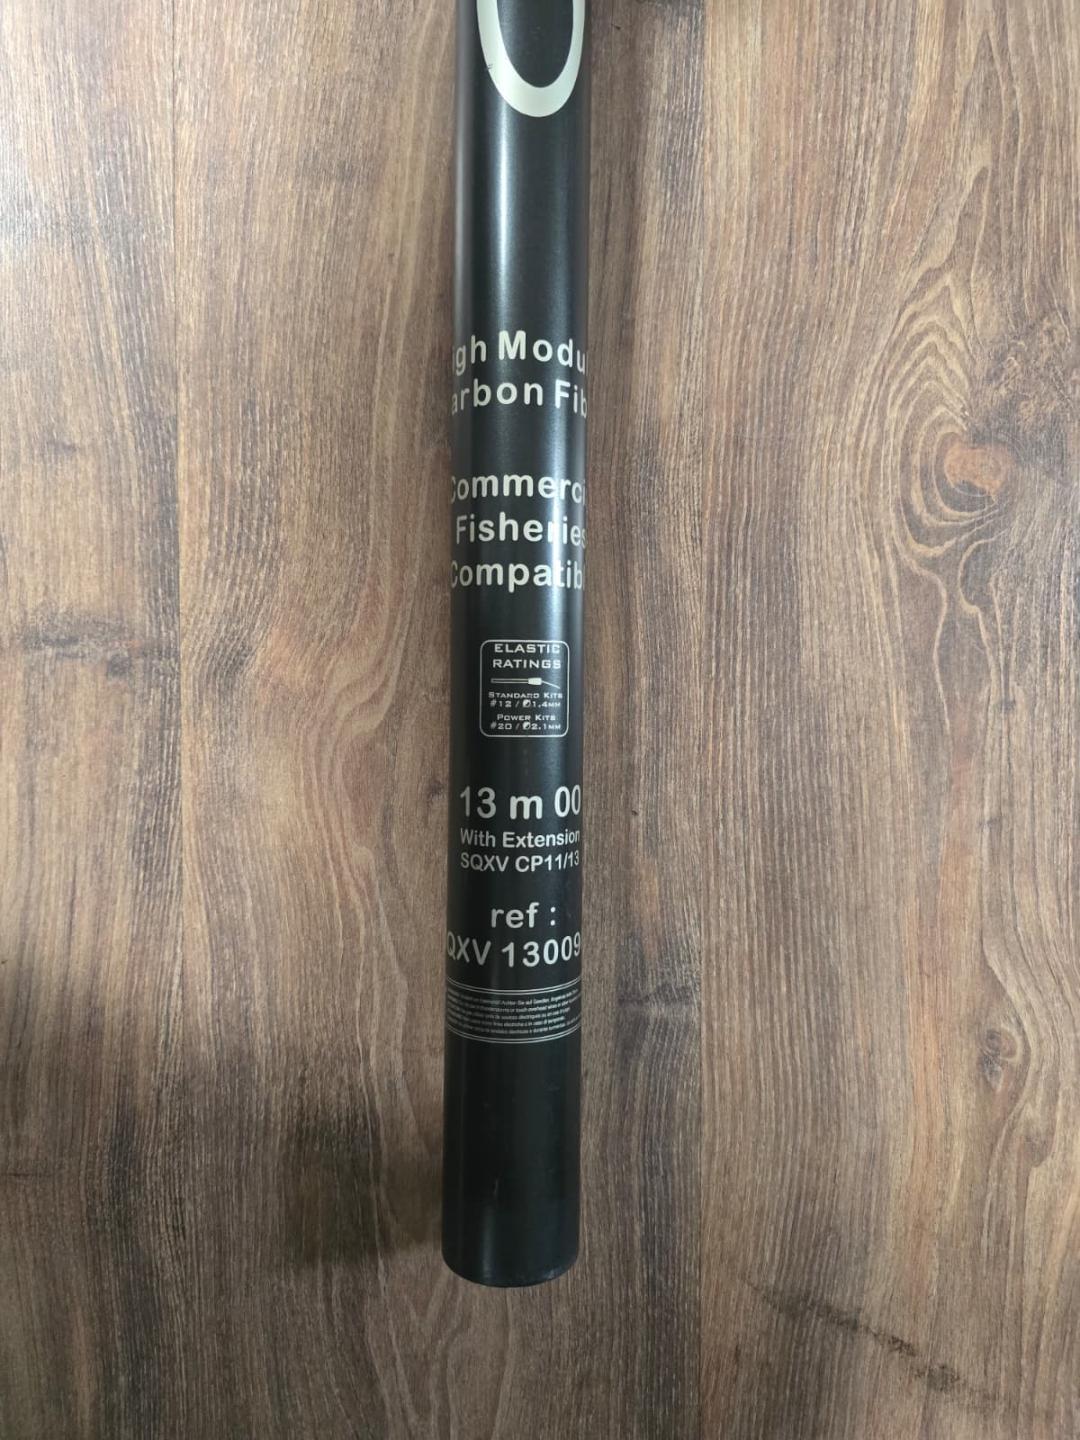 O
igh Modu
arbon Fib
Commerci
Fisheries
Compatib
ELASTIC
RATINGS
STANDARD KITS
#12 / Ø1.4MM
POWER KITS
#20 / Ø2.1MM
13 m 00
With Extension
SQXV CP11/13
ref :
QXV 13009